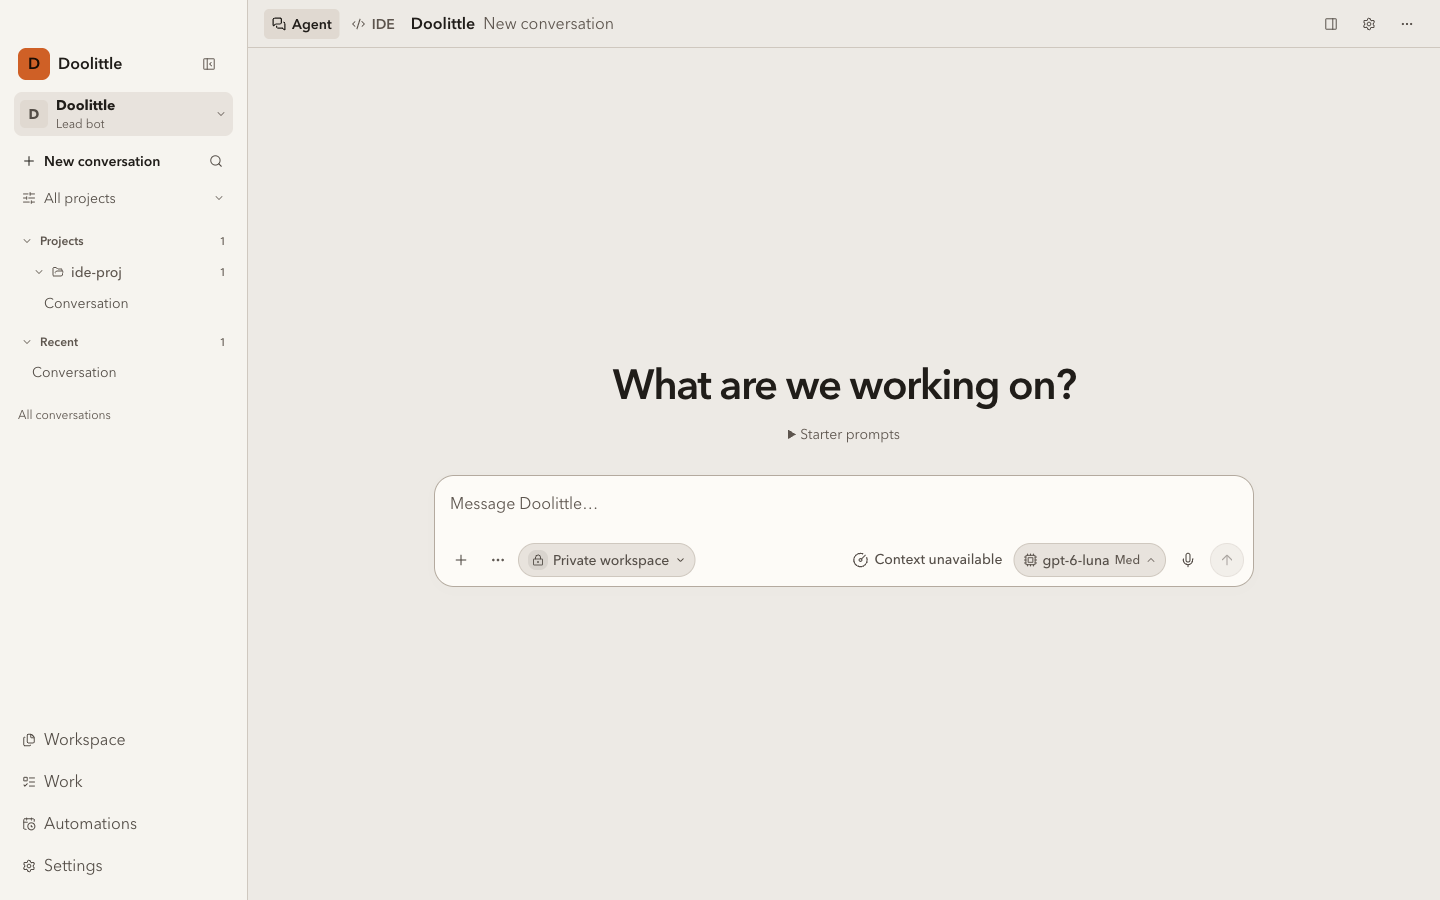 D Doolittle
D Doolittle
Lead bot
New conversation
All projects
Projects 1
ide-proj 1
Conversation
Recent 1
Conversation
All conversations
Workspace
Work
Automations
Settings
Agent IDE Doolittle New conversation
What are we working on?
Starter prompts
Message Doolittle…
Private workspace Context unavailable gpt-6-luna Med